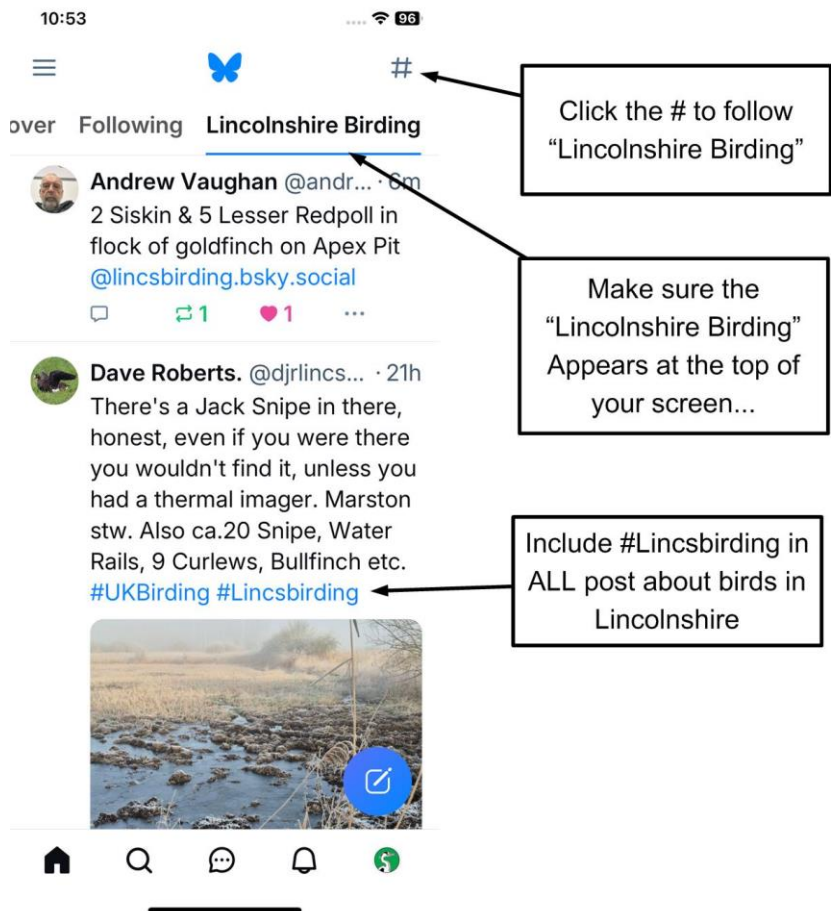 10:53
96
#
over Following Lincolnshire Birding
Andrew Vaughan @andr... · 6m
2 Siskin & 5 Lesser Redpoll in
flock of goldfinch on Apex Pit
@lincsbirding.bsky.social
1 1 ...
Dave Roberts. @djrlincs... · 21h
There's a Jack Snipe in there,
honest, even if you were there
you wouldn't find it, unless you
had a thermal imager. Marston
stw. Also ca.20 Snipe, Water
Rails, 9 Curlews, Bullfinch etc.
#UKBirding #Lincsbirding
Click the # to follow
“Lincolnshire Birding”
Make sure the
“Lincolnshire Birding”
Appears at the top of
your screen...
Include #Lincsbirding in
ALL post about birds in
Lincolnshire